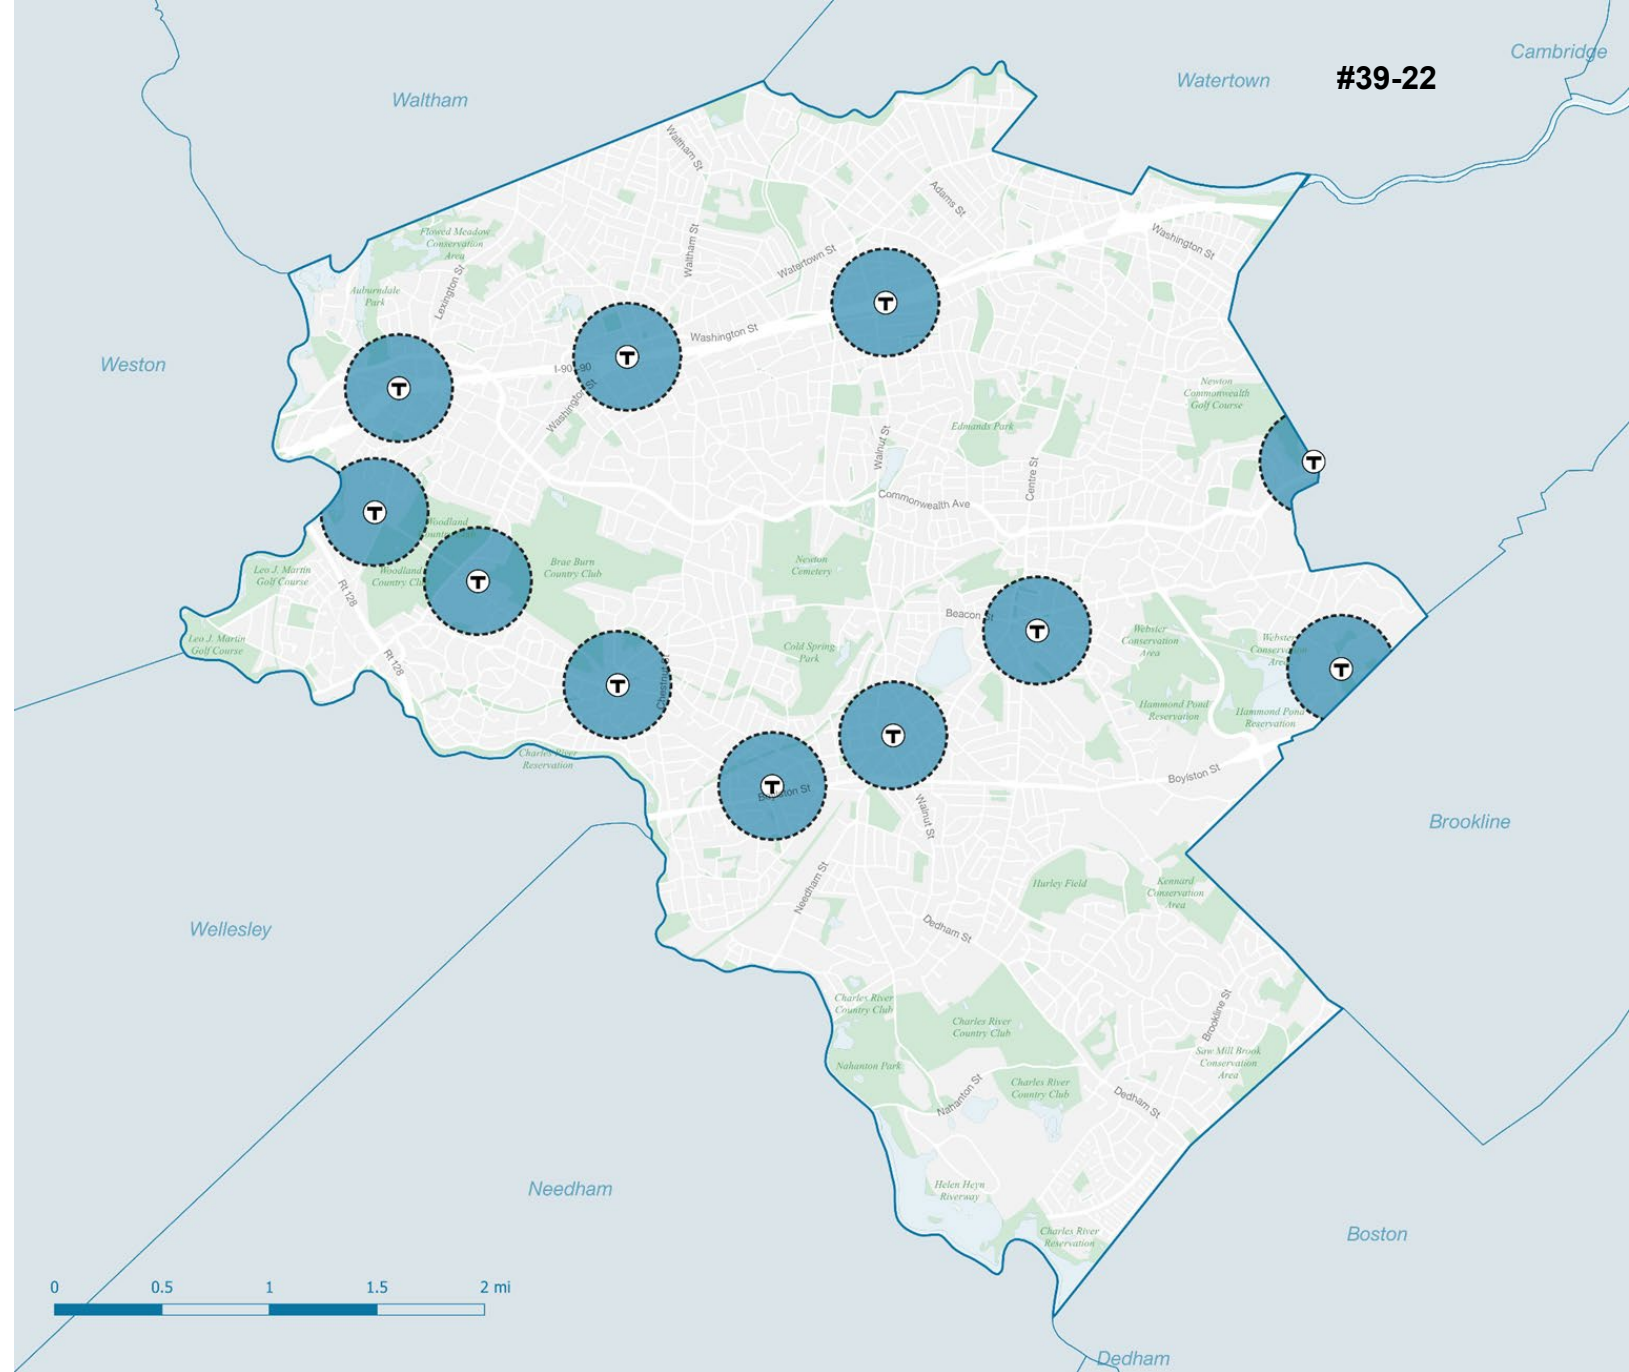 Cambridge
#39-22
Watertown
Waltham
Waltham St
Adams St
Washington St
Flowed Meadow
Conservation
Area
Waltham St
Watertown St
Lexington St
Auburndale
Park
T
Washington St
T
I-90
90
T
Weston
Washington St
Newton
Commonwealth
Golf Course
Edmands Park
Walnut St
Centre St
T
Commonwealth Ave
T
Woodland
Brae Burn
Country Club
Newton
Cemetery
Leo J. Martin
Golf Course
Woodland
Country Club
T
Rt 128
Beacon
T
Leo J. Martin
Golf Course
Cold Spring
Park
Webster
Conservation
Area
Webster
Conservation
Area
T
Rt 128
T
Chestnut
Hammond Pond
Reservation
Hammond Pond
Reservation
T
Charles River
Reservation
Boylston St
T
Boylston St
Walnut St
Brookline
Needham St
Hurley Field
Kennard
Conservation
Area
Wellesley
Dedham St
Charles River
Country Club
Charles River
Country Club
Brookline St
Nahanton Park
Saw Mill Brook
Conservation
Area
Charles River
Country Club
Nahanton St
Dedham St
Needham
Helen Heyn
Riverway
Charles River
Reservation
Boston
0 0.5 1 1.5 2 mi
Dedham